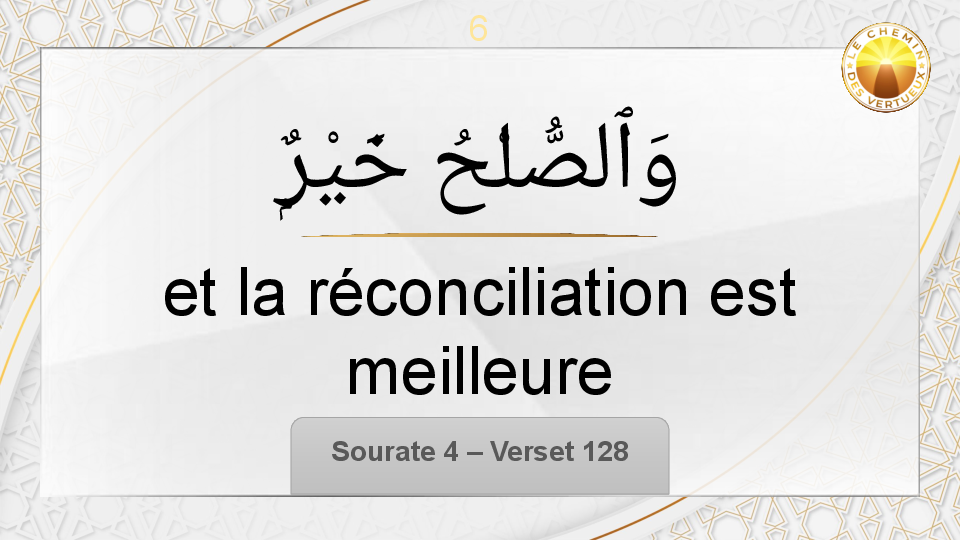 6
LE CHEMIN
DES VERTUEUX
وَٱلصُّلْحُ خَيْرٌۭ
et la réconciliation est
meilleure
Sourate 4 – Verset 128